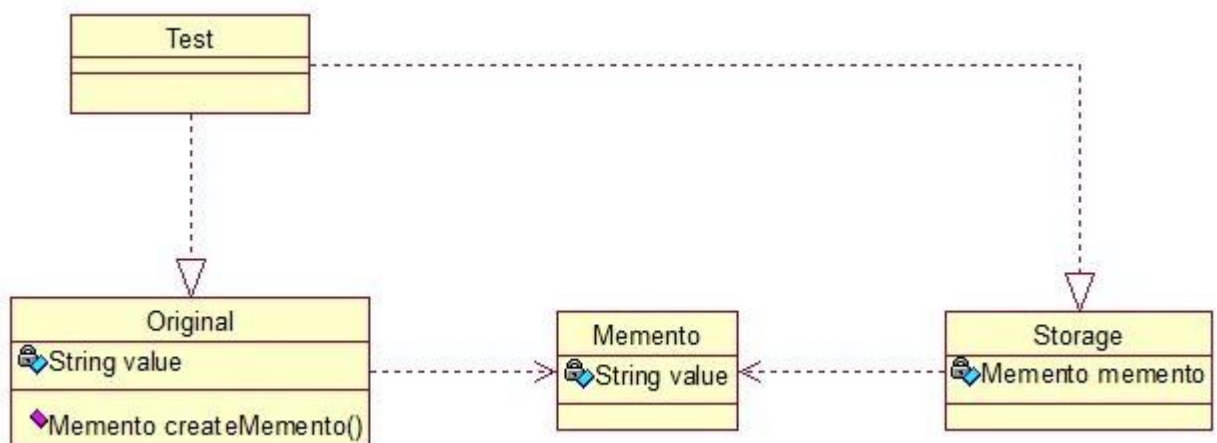 Test
Original
String value
Memento createMemento()
Memento
String value
Storage
Memento memento